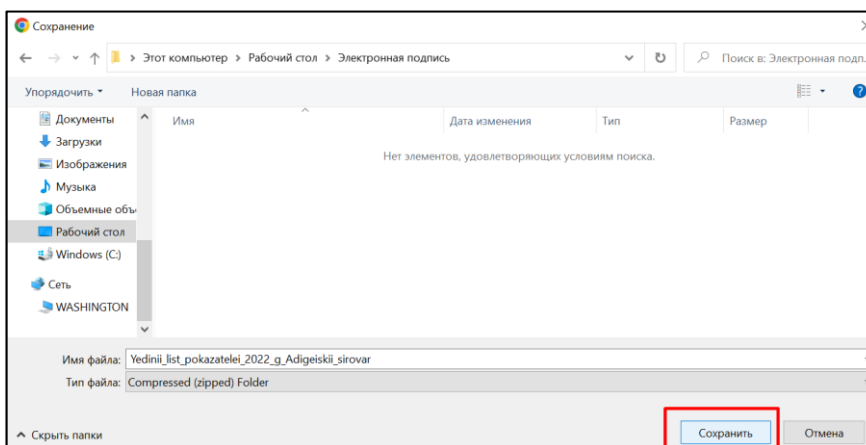 Сохранение
Этот компьютер > Рабочий стол > Электронная подпись
Поиск в: Электронная подп.
Упорядочить Новая папка
?
Документы
Имя Дата изменения Тип Размер
Загрузки
Нет элементов, удовлетворяющих условиям поиска.
Изображения
Музыка
Объемные объ
Рабочий стол
Windows (C:)
Сеть
WASHINGTON
Имя файла: Yedinii_list_pokazatelei_2022_g_Adigeiskii_sirovar
Тип файла: Compressed (zipped) Folder
Скрыть папки Сохранить Отмена